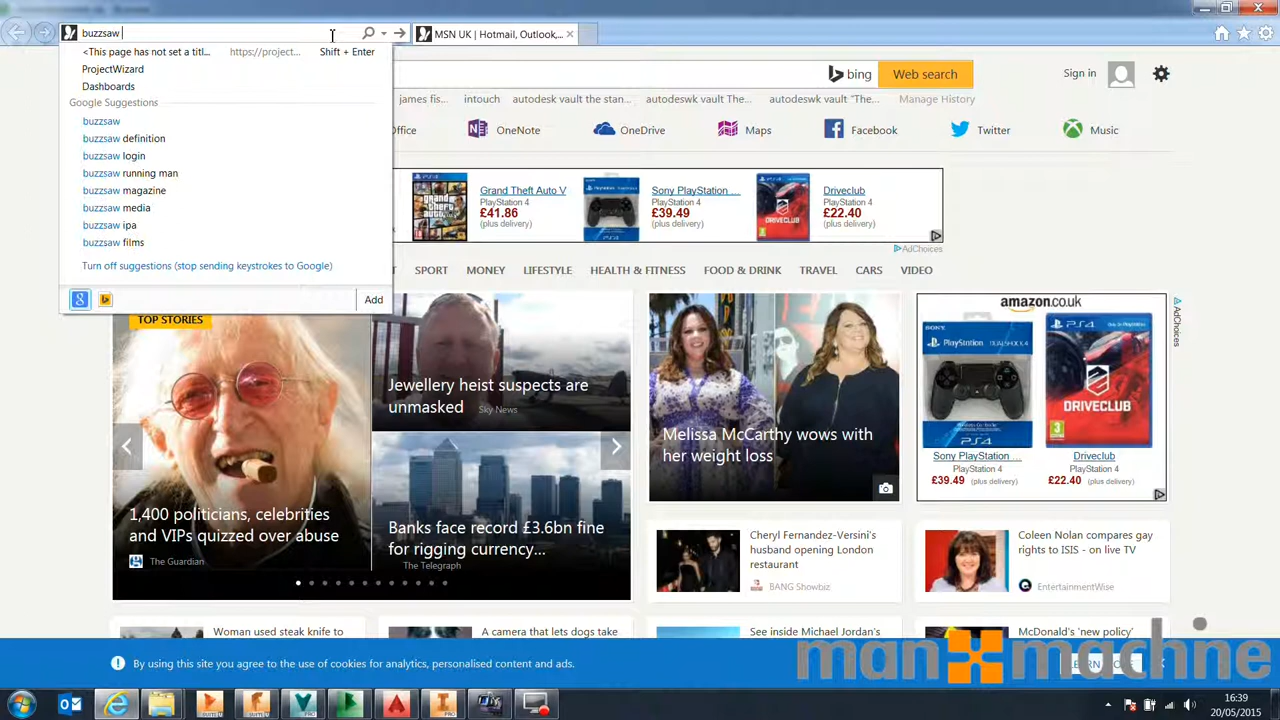 buzzsaw
MSN UK | Hotmail, Outlook,...
<This page has not set a titl... https://project... Shift + Enter
ProjectWizard
Dashboards
Google Suggestions
buzzsaw
buzzsaw definition
buzzsaw login
buzzsaw running man
buzzsaw magazine
buzzsaw media
buzzsaw ipa
buzzsaw films
Turn off suggestions (stop sending keystrokes to Google)
Add
bing Web search
Sign in
james fis... intouch autodesk vault the stan... autodeswk vault The... autodeswk vault "The... Manage History
Office OneNote OneDrive Maps Facebook Twitter Music
Grand Theft Auto V
PlayStation 4
£41.86
(plus delivery)
Sony PlayStation ...
PlayStation 4
£39.49
(plus delivery)
Driveclub
PlayStation 4
£22.40
(plus delivery)
AdChoices
SPORT MONEY LIFESTYLE HEALTH & FITNESS FOOD & DRINK TRAVEL CARS VIDEO
TOP STORIES
1,400 politicians, celebrities
and VIPs quizzed over abuse
The Guardian
Jewellery heist suspects are
unmasked Sky News
Banks face record £3.6bn fine
for rigging currency...
The Telegraph
Melissa McCarthy wows with
her weight loss
amazon.co.uk
AdChoices
SONY
PlayStation
DUALSHOCK 4
PS4
DRIVECLUB
Sony PlayStation ...
PlayStation 4
£39.49 (plus delivery)
Driveclub
PlayStation 4
£22.40 (plus delivery)
Cheryl Fernandez-Versini's
husband opening London
restaurant
BANG Showbiz
Coleen Nolan compares gay
rights to ISIS - on live TV
EntertainmentWise
Woman used steak knife to
A camera that lets dogs take
See inside Michael Jordan's
McDonald's 'new policy'
By using this site you agree to the use of cookies for analytics, personalised content and ads.
LEARN MORE
man machine
16:39
20/05/2015